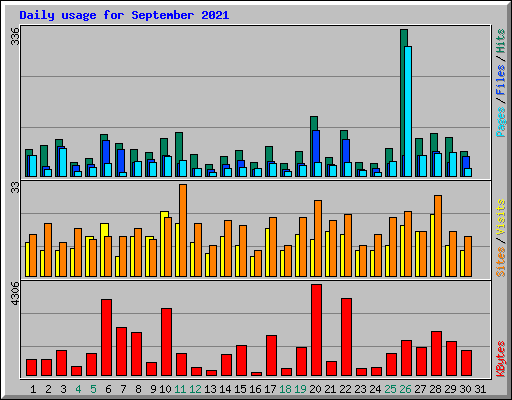 Daily usage for September 2021
336
Pages / Files / Hits
33
Sites / Visits
4306
KBytes
1 2 3 4 5 6 7 8 9 10 11 12 13 14 15 16 17 18 19 20 21 22 23 24 25 26 27 28 29 30 31